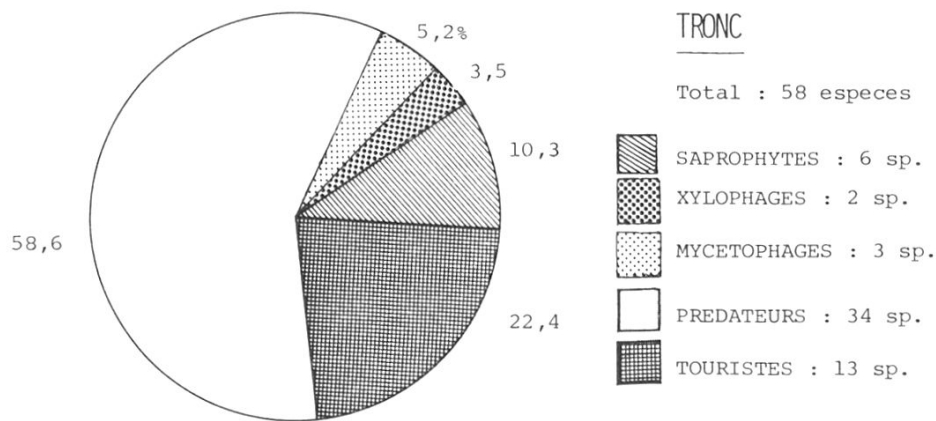 5,2%
3,5
10,3
22,4
58,6
TRONC
Total : 58 especes
SAPROPHYTES : 6 sp.
XYLOPHAGES : 2 sp.
MYCETOPHAGES : 3 sp.
PREDATEURS : 34 sp.
TOURISTES : 13 sp.